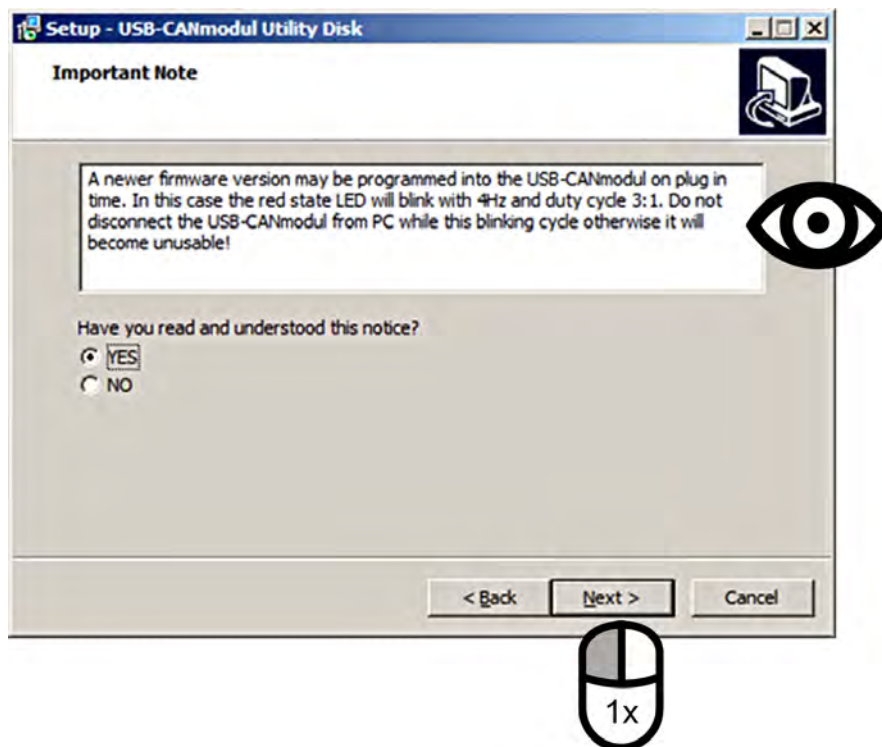 Setup - USB-CANmodul Utility Disk
Important Note
A newer firmware version may be programmed into the USB-CANmodul on plug in
time. In this case the red state LED will blink with 4Hz and duty cycle 3:1. Do not
disconnect the USB-CANmodul from PC while this blinking cycle otherwise it will
become unusable!
Have you read and understood this notice?
YES
NO
< Back Next > Cancel
1x